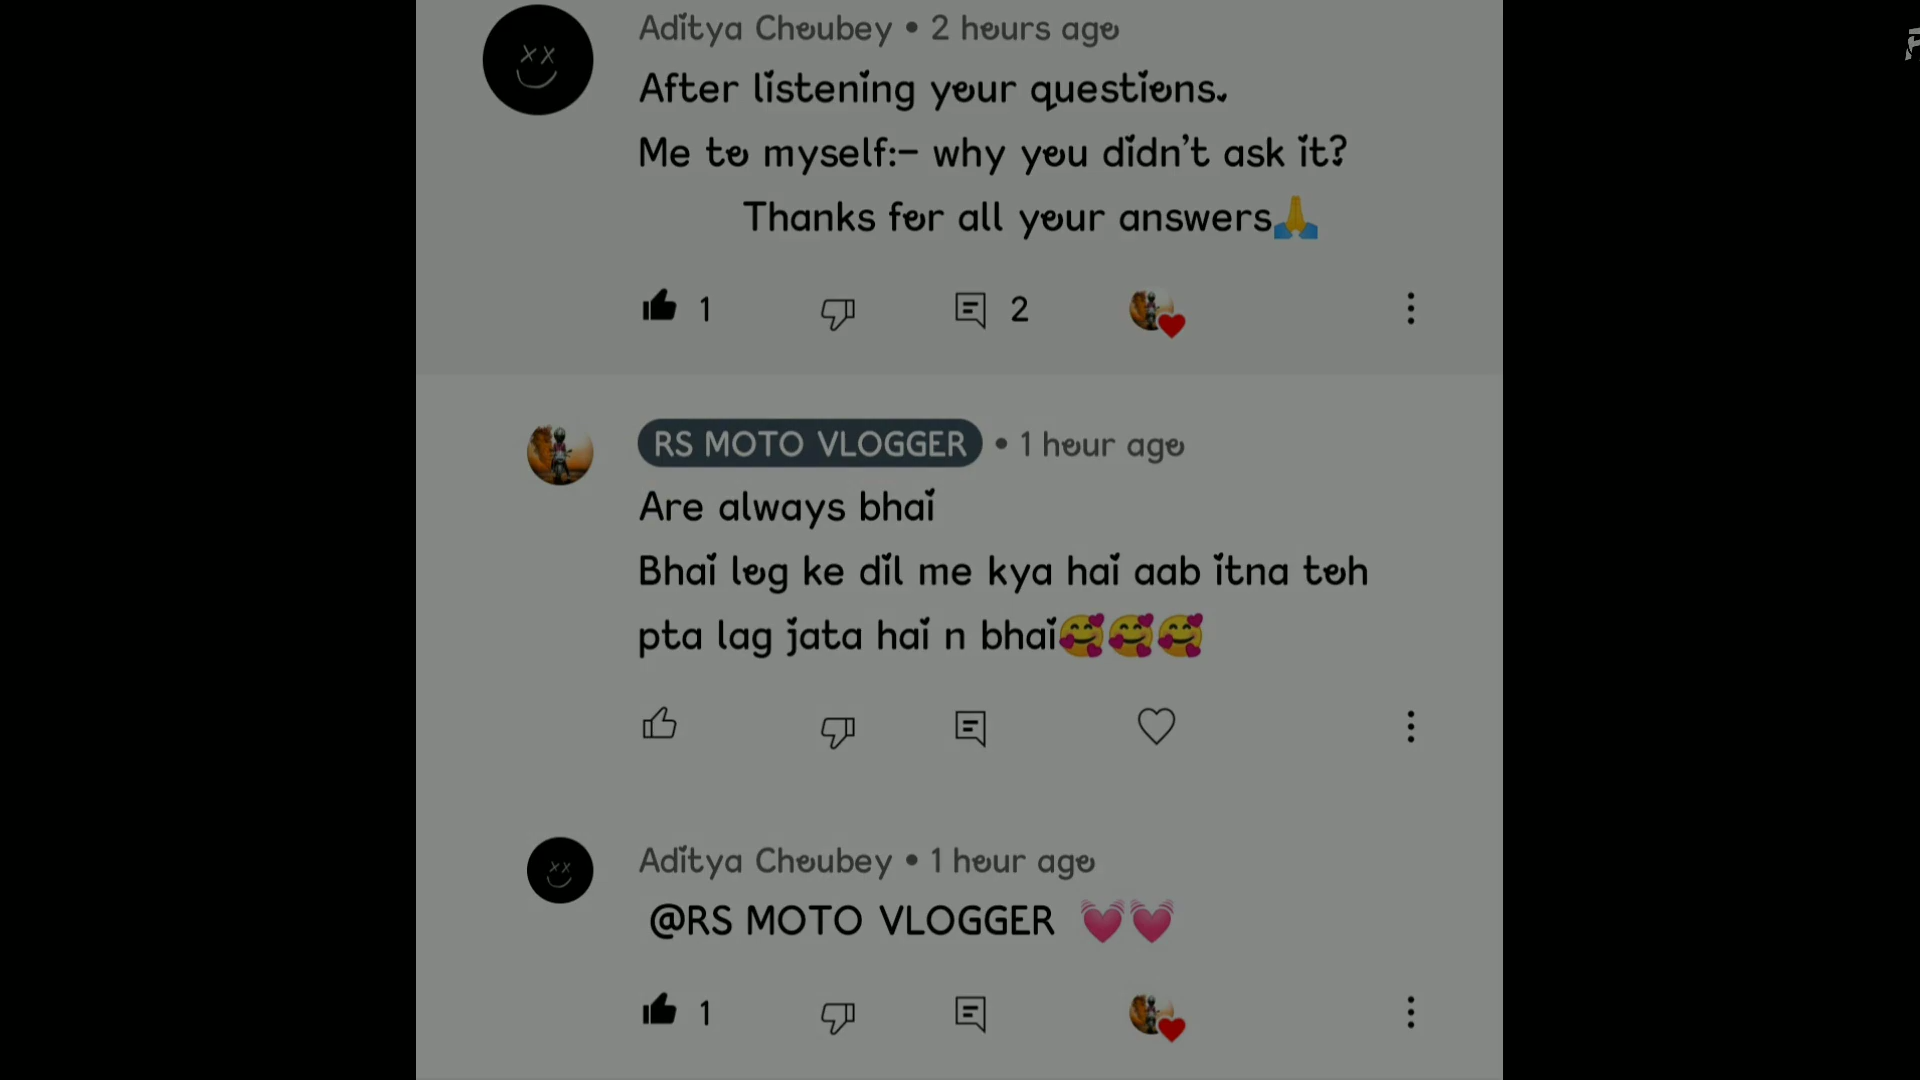 Aditya Choubey • 2 hours ago
After listening your questions.
Me to myself:- why you didn't ask it?
Thanks for all your answers🙏
1 2
RS MOTO VLOGGER • 1 hour ago
Are always bhai
Bhai log ke dil me kya hai aab itna toh
pta lag jata hai n bhai🥰🥰🥰
Aditya Choubey • 1 hour ago
@RS MOTO VLOGGER 💓💓
1